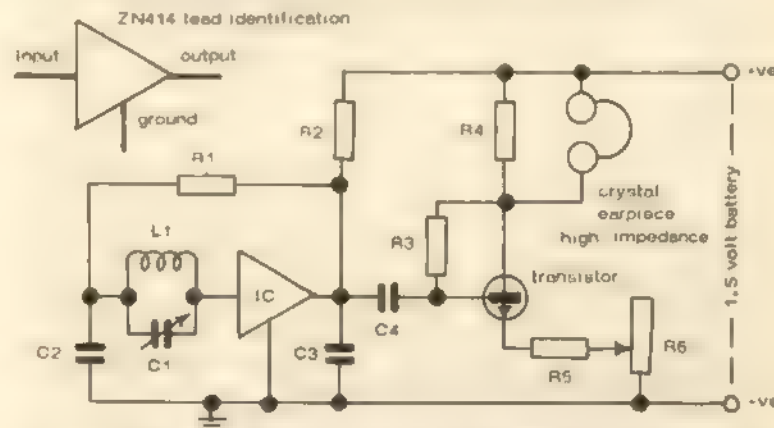 ZN414 lead identification
input
output
ground
R1
R2
R4
L1
R3
crystal
earpiece
high impedance
transistor
IC
C1
C2
C3
C4
R5
R6
1.5 volt battery
+ve
-ve